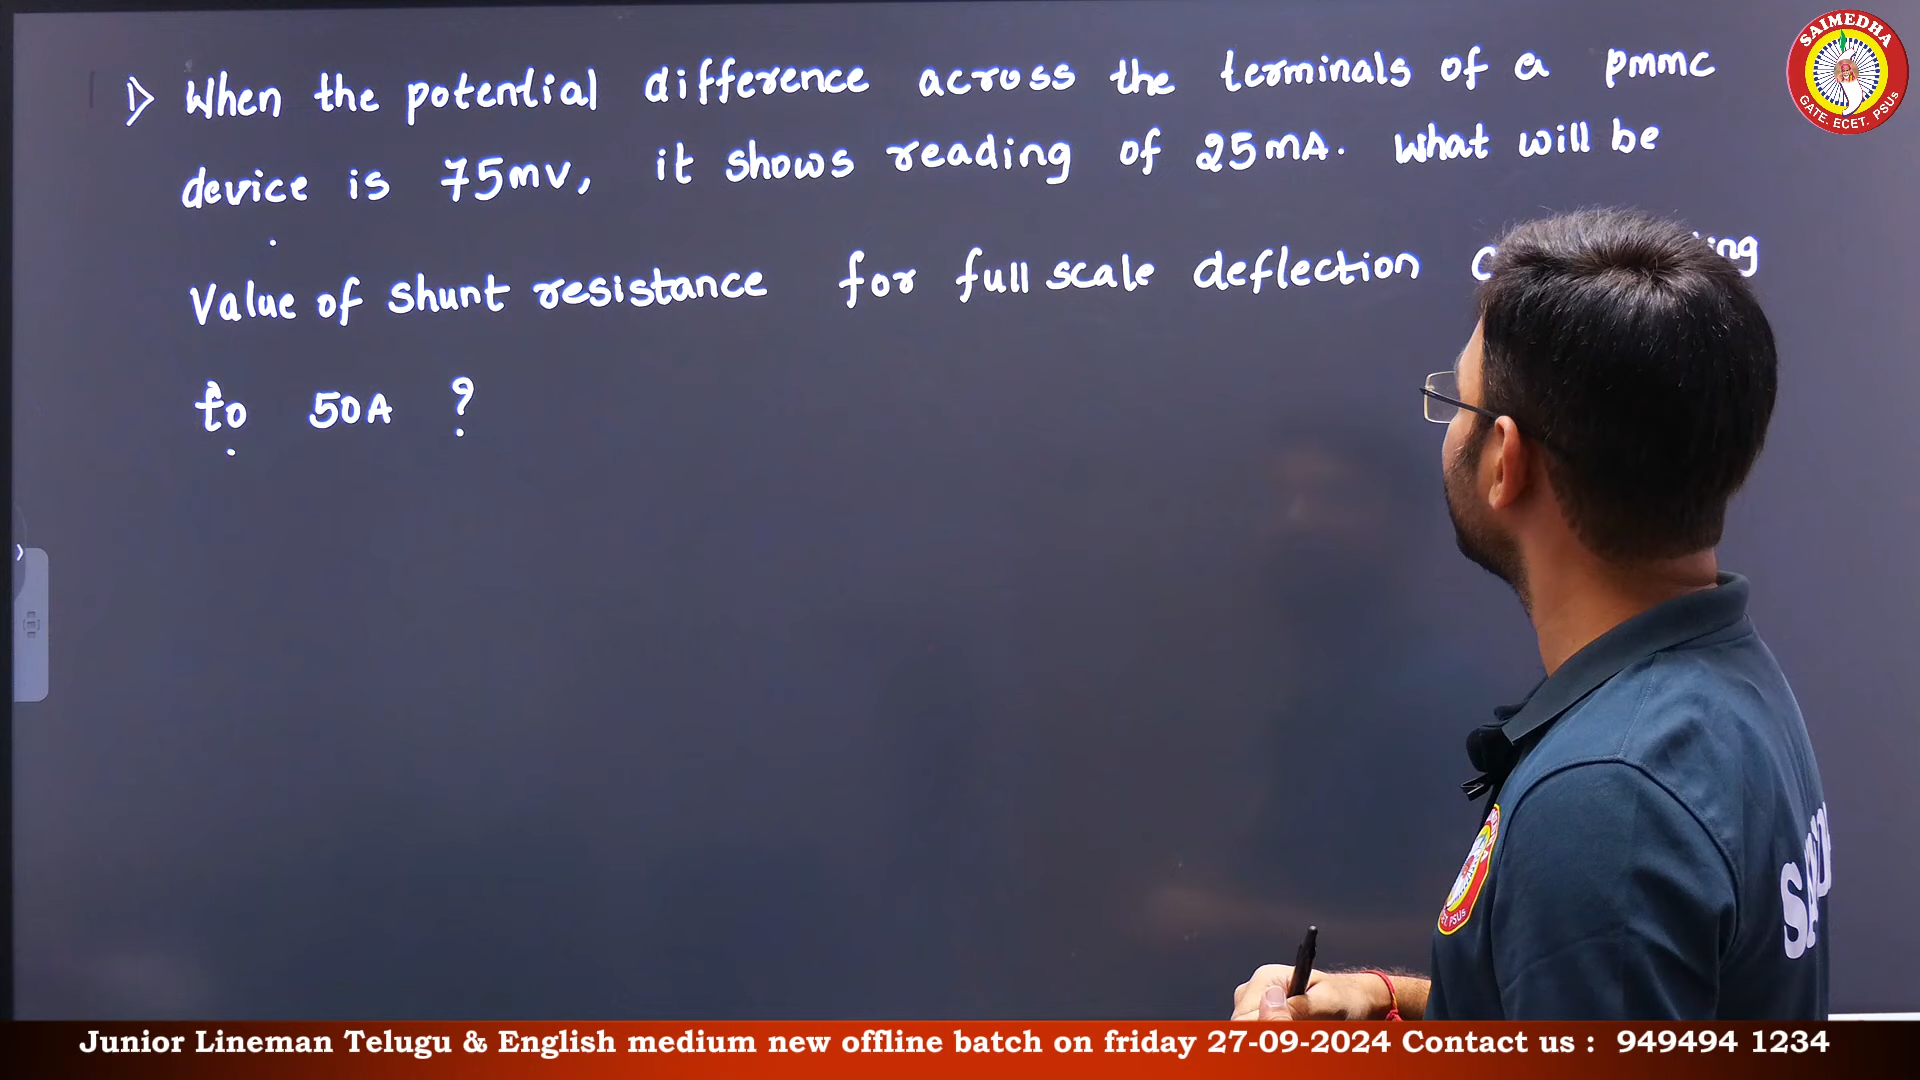 1> When the potential difference across the terminals of a pmmc
device is 75mv, it shows reading of 25mA. What will be
Value of shunt resistance for full scale deflection
to 50A ?
SAIMEDHA
GATE. ECET. PSUs
Junior Lineman Telugu & English medium new offline batch on friday 27-09-2024 Contact us : 949494 1234